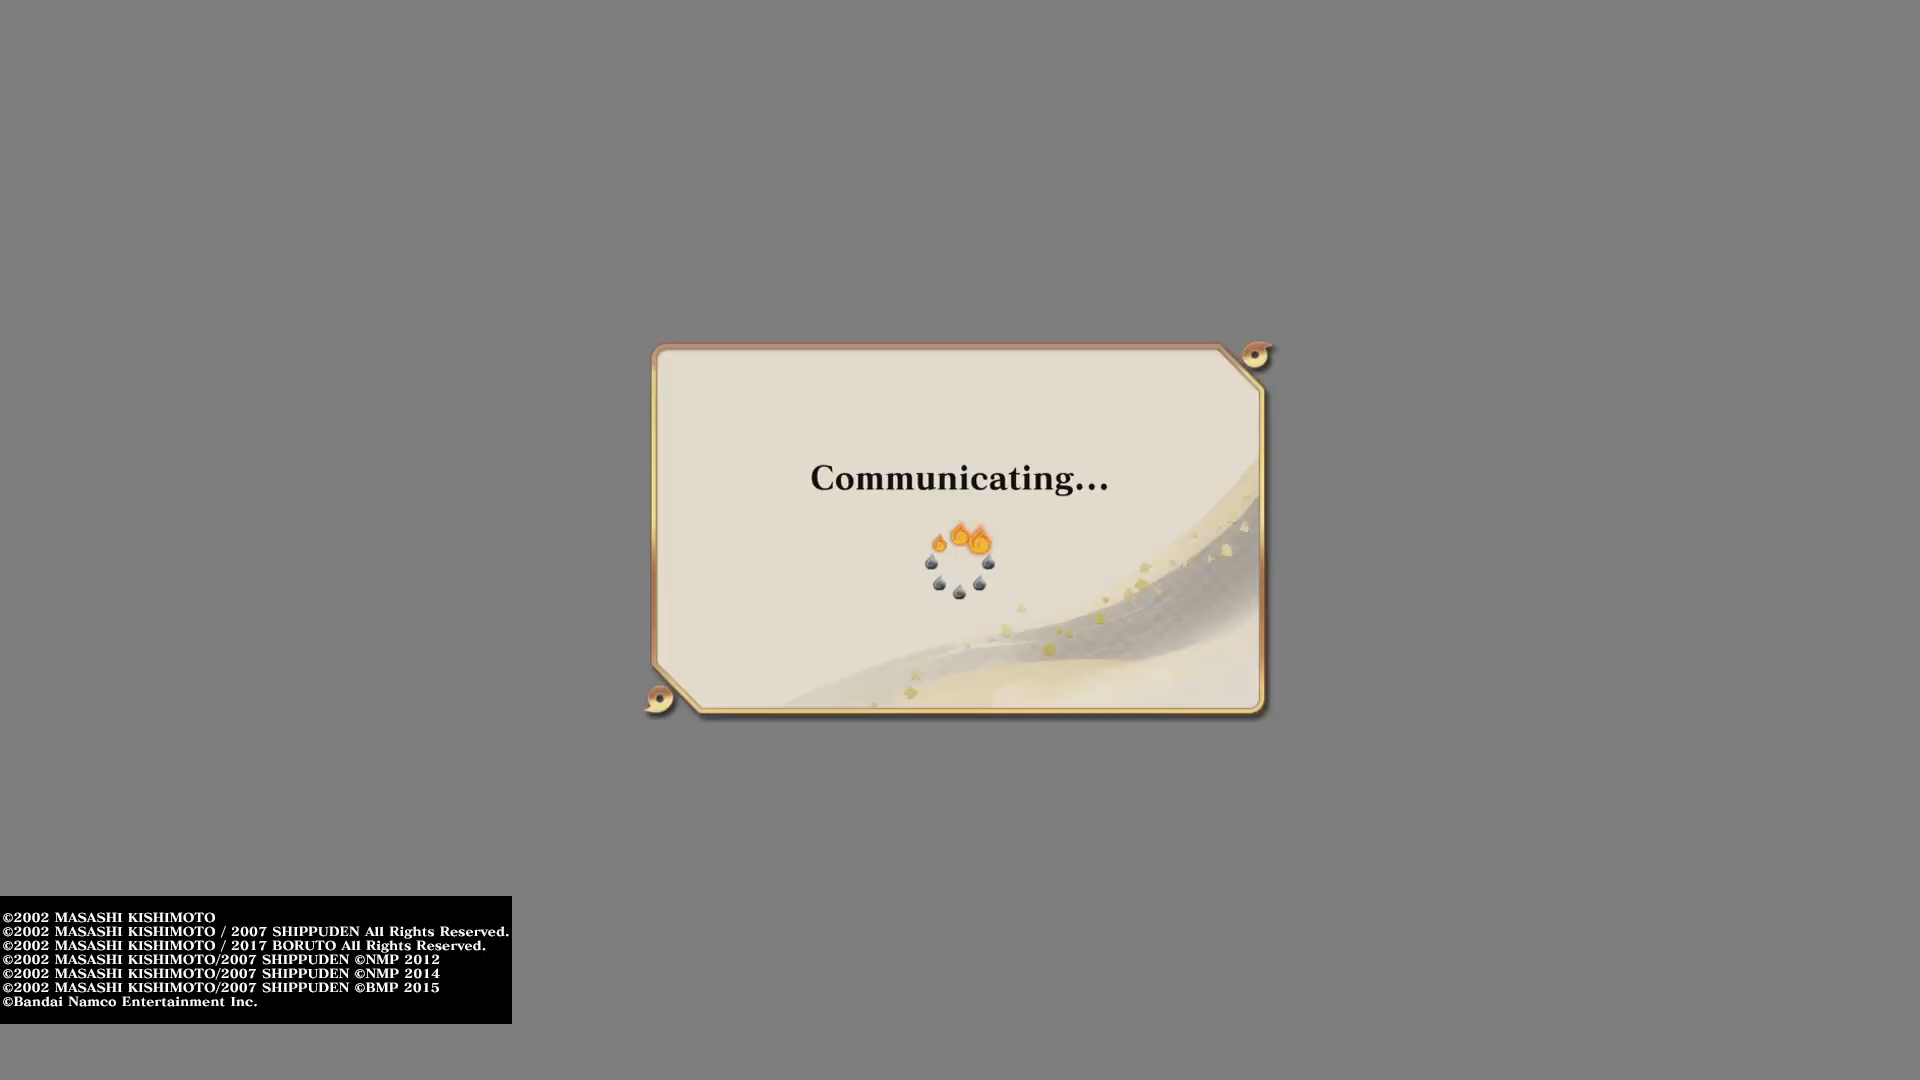 Communicating...
©2002 MASASHI KISHIMOTO
©2002 MASASHI KISHIMOTO / 2007 SHIPPUDEN All Rights Reserved.
©2002 MASASHI KISHIMOTO / 2017 BORUTO All Rights Reserved.
©2002 MASASHI KISHIMOTO/2007 SHIPPUDEN ©NMP 2012
©2002 MASASHI KISHIMOTO/2007 SHIPPUDEN ©NMP 2014
©2002 MASASHI KISHIMOTO/2007 SHIPPUDEN ©BMP 2015
©Bandai Namco Entertainment Inc.